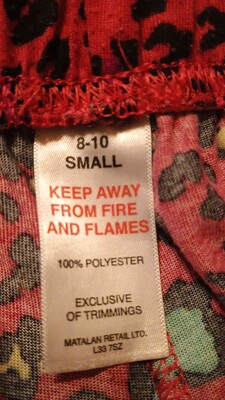 8-10
SMALL
KEEP AWAY
FROM FIRE
AND FLAMES
100% POLYESTER
EXCLUSIVE
OF TRIMMINGS
MATALAN RETAIL LTD.
L33 7SZ